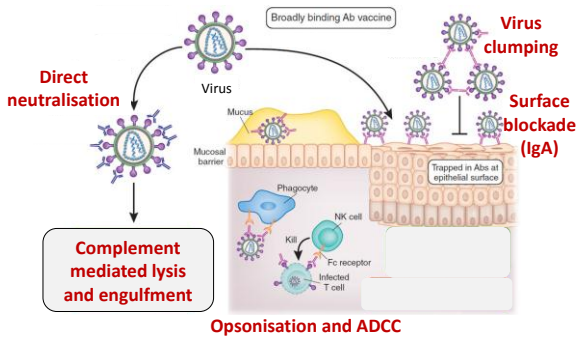 Broadly binding Ab vaccine
Virus
clumping
Direct
neutralisation
Virus
Mucus
Surface
blockade
(IgA)
Mucosal
barrier
Trapped in Abs at
epithelial surface
Phagocyte
NK cell
Kill
Fc receptor
Infected
T cell
Complement
mediated lysis
and engulfment
Opsonisation and ADCC